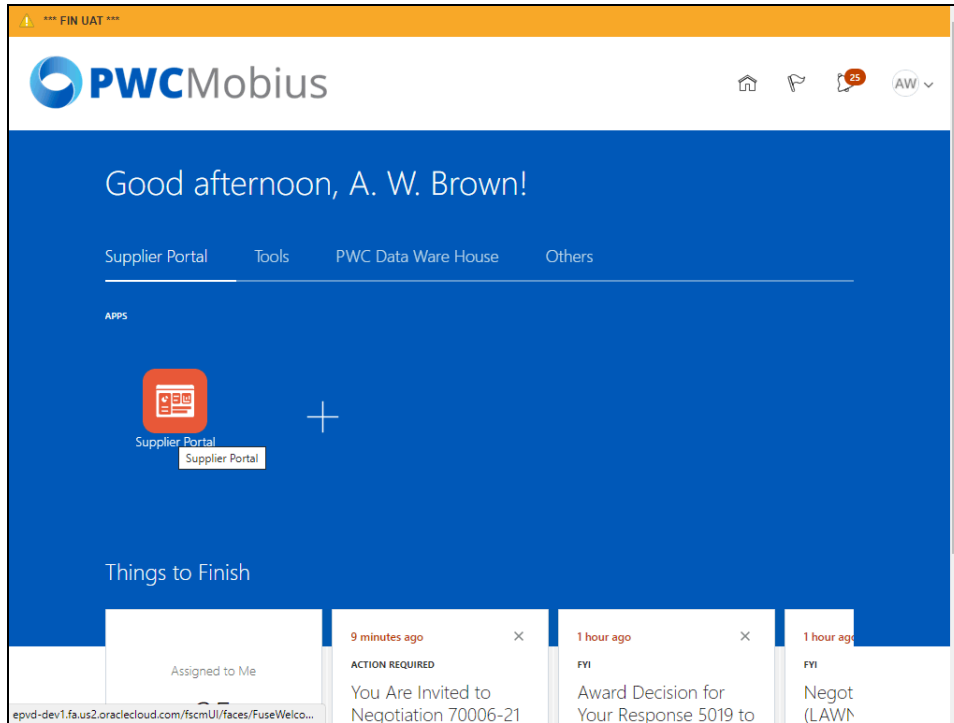 *** FIN UAT ***
PWCMobius
25
AW
Good afternoon, A. W. Brown!
Supplier Portal Tools PWC Data Ware House Others
APPS
Supplier Portal
Supplier Portal
Things to Finish
9 minutes ago 1 hour ago 1 hour ago
ACTION REQUIRED FYI FYI
Assigned to Me
You Are Invited to Award Decision for Negot
Negotiation 70006-21 Your Response 5019 to (LAWN
epvd-dev1.fa.us2.oraclecloud.com/fscmUI/faces/FuseWelco...